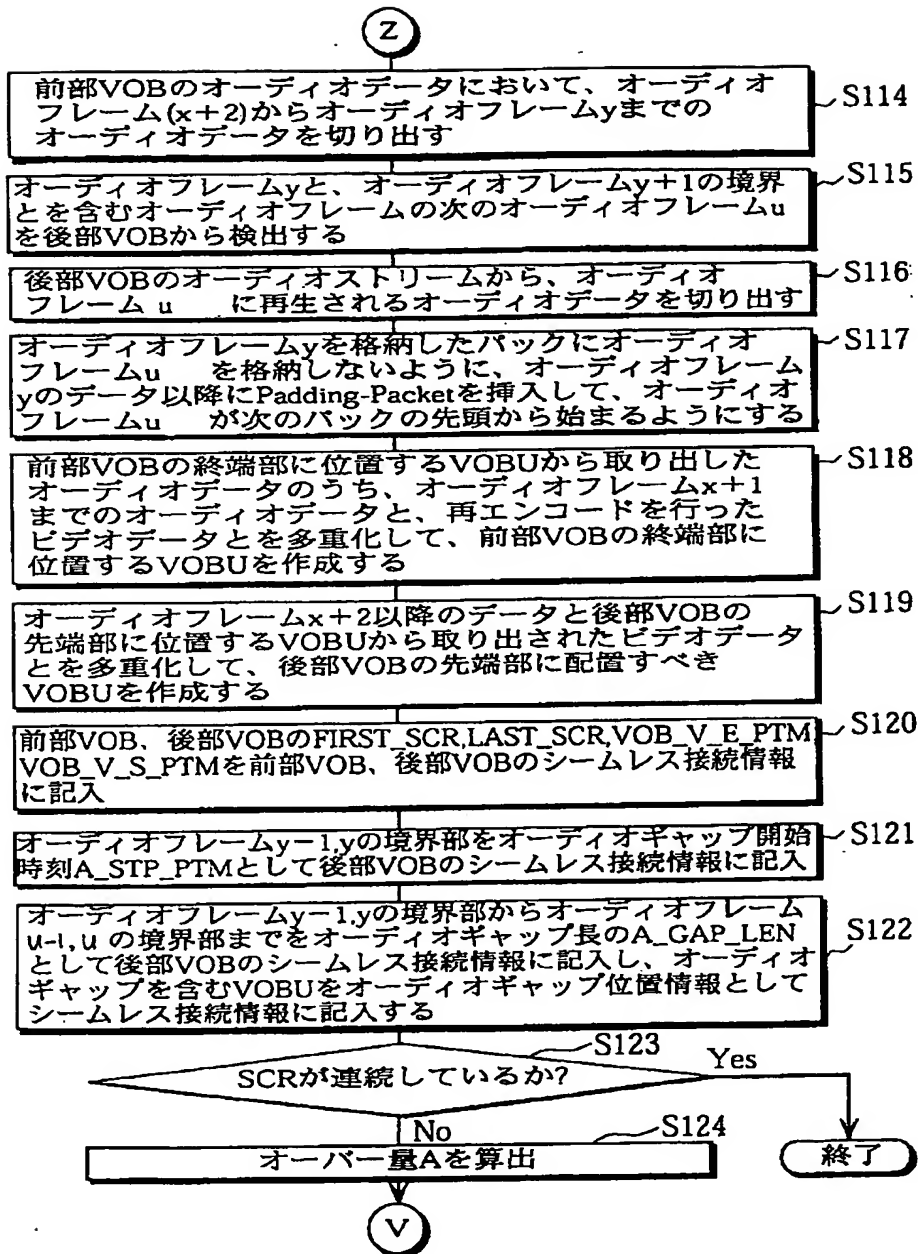 Z
前部VOBのオーディオデータにおいて、オーディオ
フレーム(x+2)からオーディオフレームyまでの
オーディオデータを切り出す
S114
オーディオフレームyと、オーディオフレームy+1の境界
とを含むオーディオフレームの次のオーディオフレームu
を後部VOBから検出する
S115
後部VOBのオーディオストリームから、オーディオ
フレーム u に再生されるオーディオデータを切り出す
S116
オーディオフレームyを格納したパックにオーディオ
フレームu を格納しないように、オーディオフレーム
yのデータ以降にPadding-Packetを挿入して、オーディオ
フレームu が次のパックの先頭から始まるようにする
S117
前部VOBの終端部に位置するVOBUから取り出した
オーディオデータのうち、オーディオフレームx+1
までのオーディオデータと、再エンコードを行った
ビデオデータとを多重化して、前部VOBの終端部に
位置するVOBUを作成する
S118
オーディオフレームx+2以降のデータと後部VOBの
先端部に位置するVOBUから取り出されたビデオデータ
とを多重化して、後部VOBの先端部に配置すべき
VOBUを作成する
S119
前部VOB、後部VOBのFIRST_SCR,LAST_SCR,VOB_V_E_PTM
VOB_V_S_PTMを前部VOB、後部VOBのシームレス接続情報
に記入
S120
オーディオフレームy-1,yの境界部をオーディオギャップ開始
時刻A_STP_PTMとして後部VOBのシームレス接続情報に記入
S121
オーディオフレームy-1,yの境界部からオーディオフレーム
u-1,u の境界部までをオーディオギャップ長のA_GAP_LEN
として後部VOBのシームレス接続情報に記入し、オーディオ
ギャップを含むVOBUをオーディオギャップ位置情報として
シームレス接続情報に記入する
S122
S123
SCRが連続しているか?
Yes
No
S124
オーバー量Aを算出
終了
V